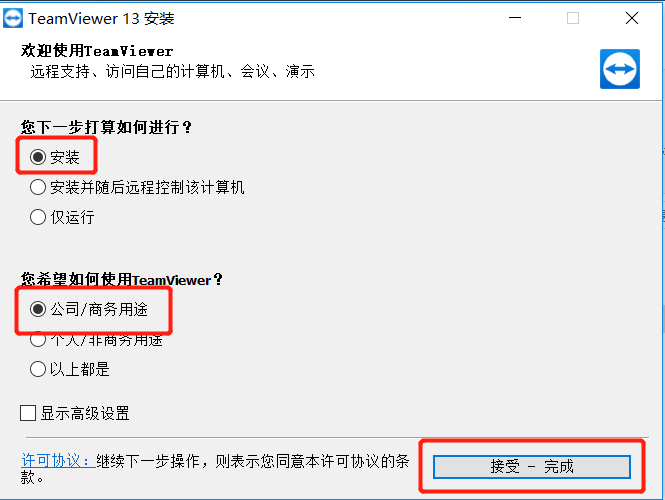 TeamViewer 13 安装
欢迎使用TeamViewer
远程支持、访问自己的计算机、会议、演示
您下一步打算如何进行？
安装
安装并随后远程控制该计算机
仅运行
您希望如何使用TeamViewer？
公司/商务用途
个人/非商务用途
以上都是
显示高级设置
许可协议：继续下一步操作，则表示您同意本许可协议的条
款。
接受 - 完成